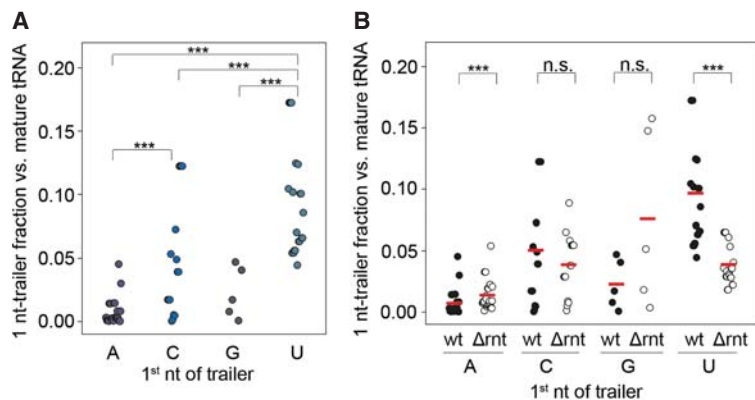 A
1 nt-trailer fraction vs. mature tRNA
0.20
0.15
0.10
0.05
0.00
***
***
***
***
A C G U
1st nt of trailer
B
1 nt-trailer fraction vs. mature tRNA
0.20
0.15
0.10
0.05
0.00
*** n.s. n.s. ***
wt Δrnt wt Δrnt wt Δrnt wt Δrnt
A C G U
1st nt of trailer